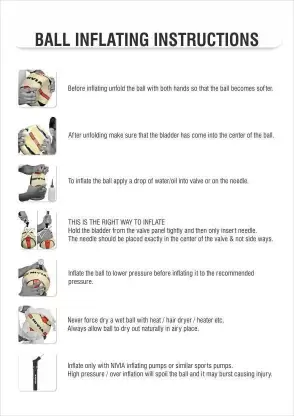 BALL INFLATING INSTRUCTIONS
Before inflating unfold the ball with both hands so that the ball becomes softer.
After unfolding make sure that the bladder has come into the center of the ball.
To inflate the ball apply a drop of water/oil into valve or on the needle.
THIS IS THE RIGHT WAY TO INFLATE
Hold the bladder from the valve panel tightly and then only insert needle.
The needle should be placed exactly in the center of the valve & not side ways.
Inflate the ball to lower pressure before inflating it to the recommended
pressure.
Never force dry a wet ball with heat / hair dryer / heater etc.
Always allow ball to dry out naturally in airy place.
Inflate only with NIVIA inflating pumps or similar sports pumps.
High pressure / over inflation will spoil the ball and it may burst causing injury.